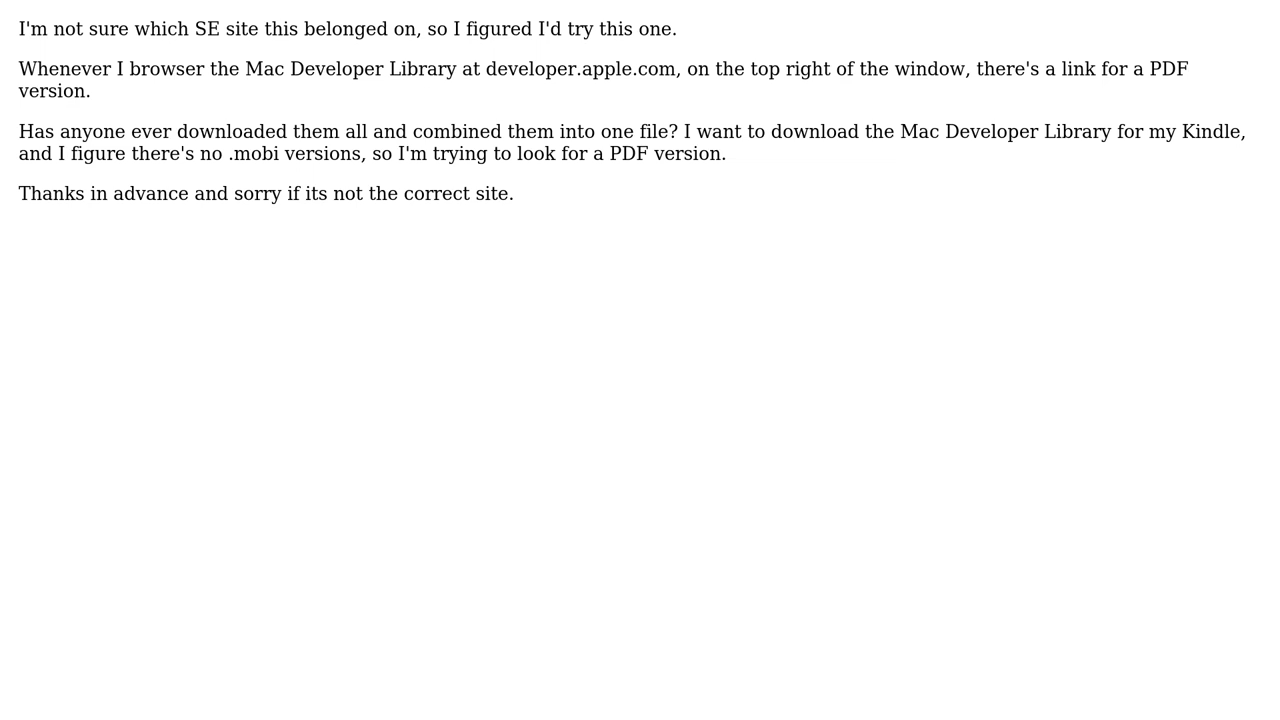 I'm not sure which SE site this belonged on, so I figured I'd try this one.
Whenever I browser the Mac Developer Library at developer.apple.com, on the top right of the window, there's a link for a PDF
version.
Has anyone ever downloaded them all and combined them into one file? I want to download the Mac Developer Library for my Kindle,
and I figure there's no .mobi versions, so I'm trying to look for a PDF version.
Thanks in advance and sorry if its not the correct site.